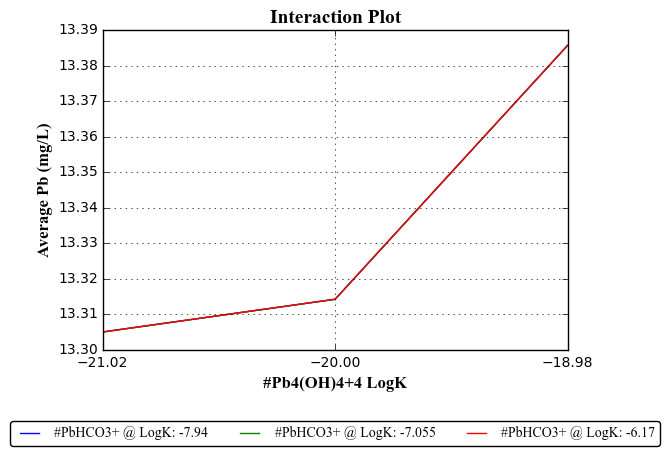 Interaction Plot
13.39
13.38
13.37
13.36
13.35
13.34
13.33
13.32
13.31
13.30
Average Pb (mg/L)
−21.02 −20.00 −18.98
#Pb4(OH)4+4 LogK
#PbHCO3+ @ LogK: -7.94 #PbHCO3+ @ LogK: -7.055 #PbHCO3+ @ LogK: -6.17